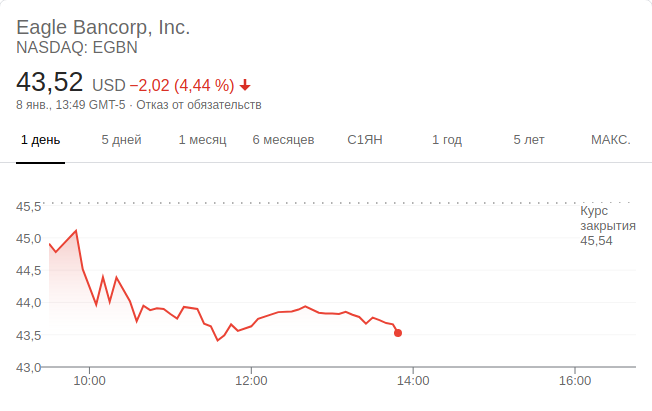 Eagle Bancorp, Inc.
NASDAQ: EGBN
43,52 USD −2,02 (4,44 %)
8 янв., 13:49 GMT-5 · Отказ от обязательств
1 день 5 дней 1 месяц 6 месяцев С1ЯН 1 год 5 лет МАКС.
45,5
45,0
44,5
44,0
43,5
43,0
Курс
закрытия
45,54
10:00 12:00 14:00 16:00